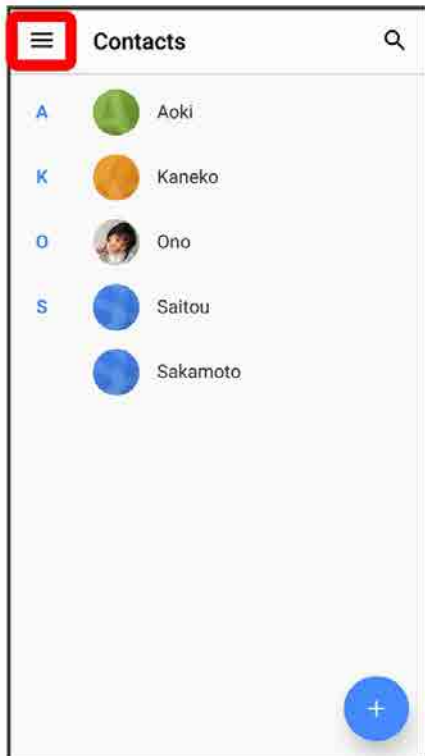 Contacts
A Aoki
K Kaneko
O Ono
S Saitou
Sakamoto